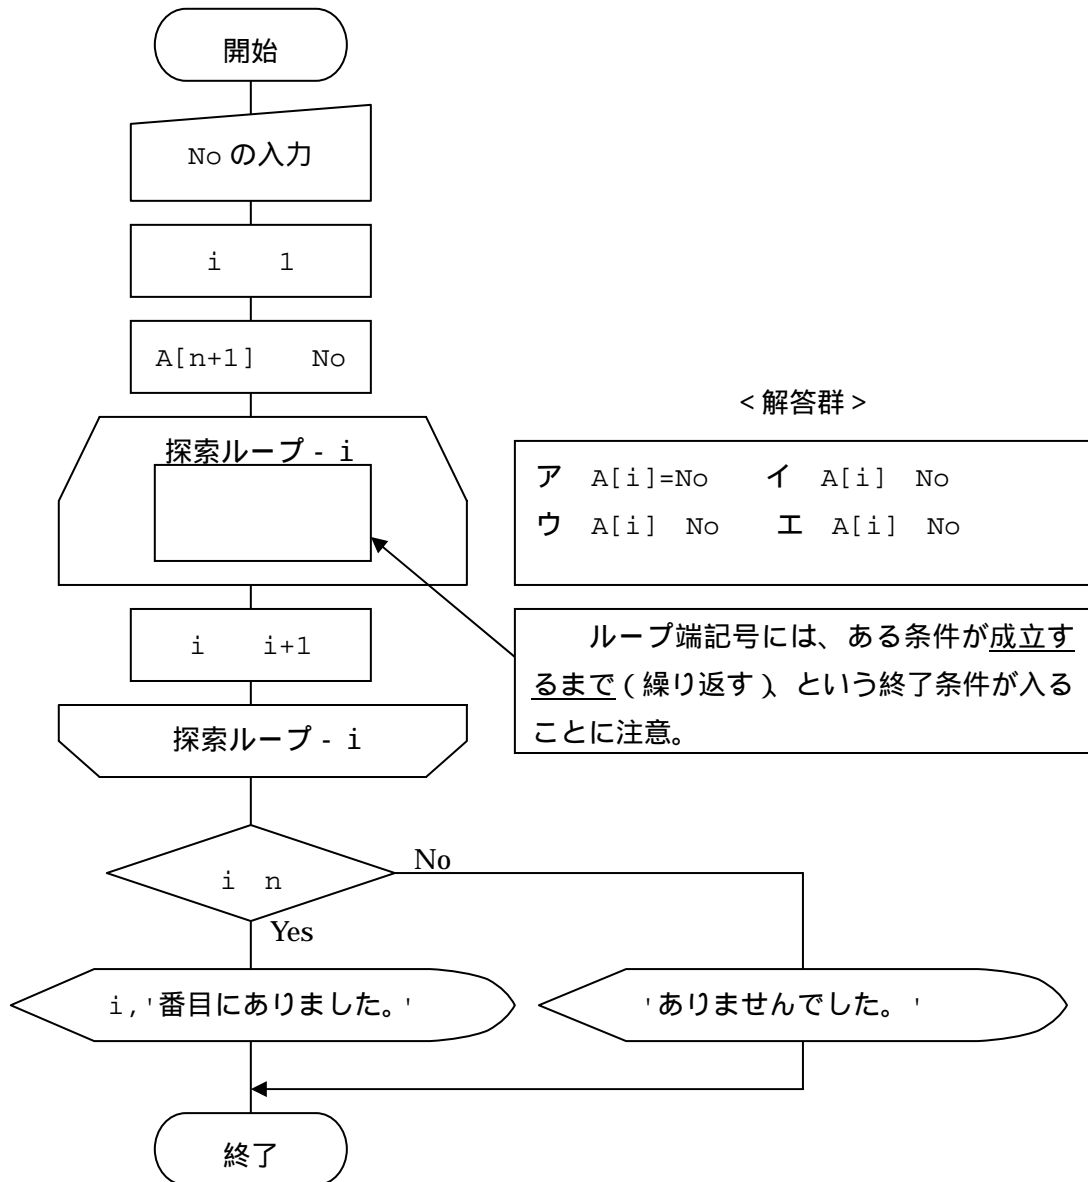 開始
No の入力
i 1
A[n+1] No
<解答群>
探索ループ - i
ア A[i]=No イ A[i] No
ウ A[i] No エ A[i] No
i i+1
ループ端記号には、ある条件が成立す
るまで(繰り返す)、という終了条件が入る
ことに注意。
探索ループ - i
i n
No
Yes
i,'番目にありました。'
'ありませんでした。'
終了